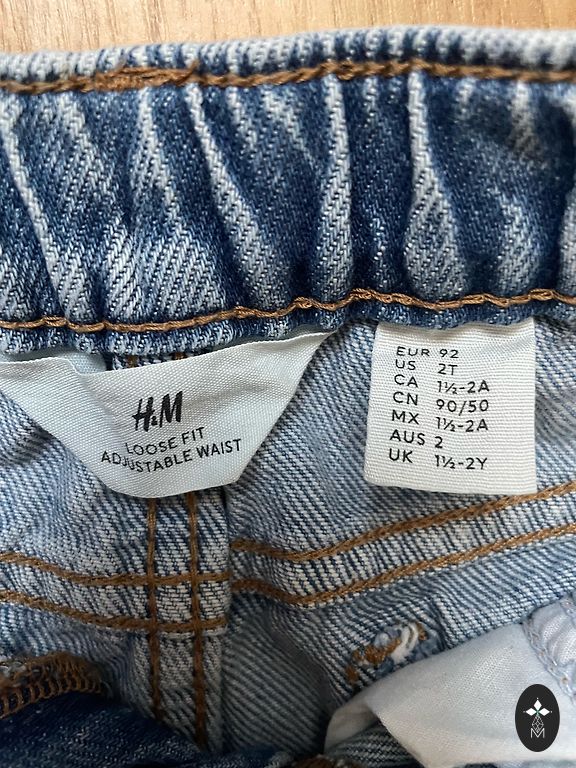 H&M
LOOSE FIT
ADJUSTABLE WAIST
EUR 92
US 2T
CA 1½-2A
CN 90/50
MX 1½-2A
AUS 2
UK 1½-2Y
M